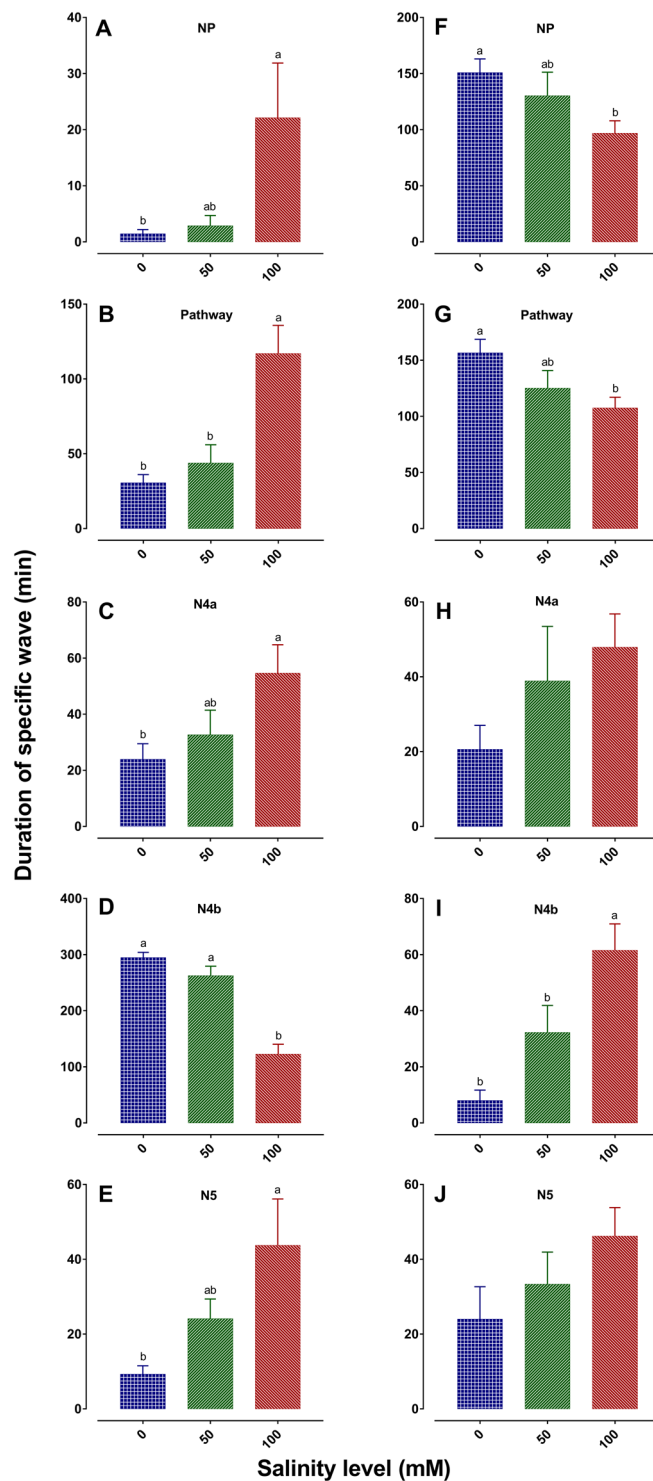 Duration of specific wave (min)
A NP
40
30
20
10
0
b ab a
0 50 100
F NP
200
150
100
50
0
a ab b
0 50 100
B Pathway
150
100
50
0
b b a
0 50 100
G Pathway
200
150
100
50
0
a ab b
0 50 100
C N4a
80
60
40
20
0
b ab a
0 50 100
H N4a
60
40
20
0
0 50 100
D N4b
400
300
200
100
0
a a b
0 50 100
I N4b
80
60
40
20
0
b b a
0 50 100
E N5
60
40
20
0
b ab a
0 50 100
J N5
60
40
20
0
0 50 100
Salinity level (mM)